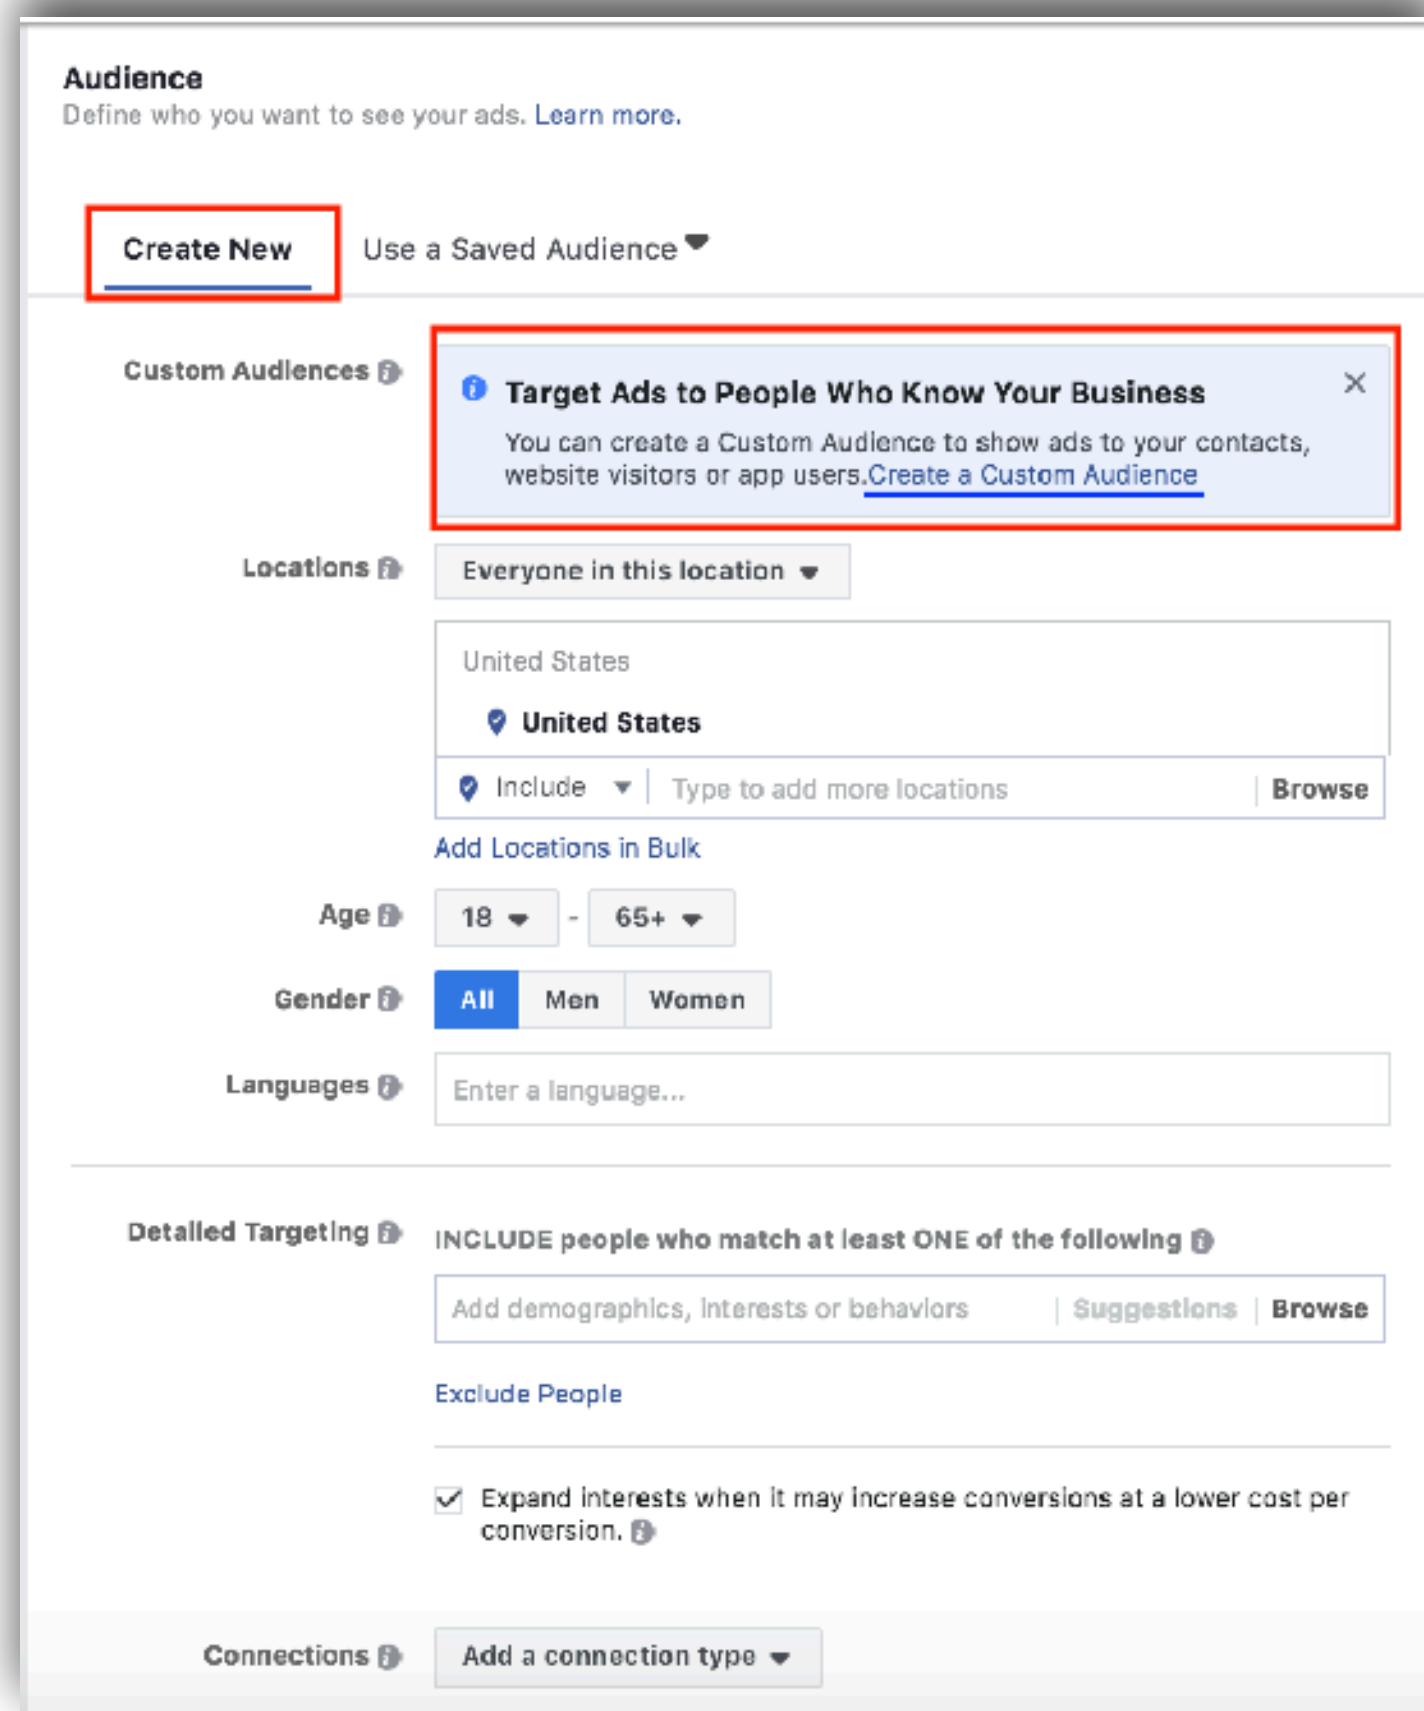 Audience
Define who you want to see your ads. Learn more.
Create New
Use a Saved Audience
Custom Audiences
Target Ads to People Who Know Your Business
You can create a Custom Audience to show ads to your contacts,
website visitors or app users.Create a Custom Audience
Locations
Everyone in this location
United States
United States
Include
Type to add more locations
Browse
Add Locations in Bulk
Age
18 - 65+
Gender
All
Men
Women
Languages
Enter a language...
Detailed Targeting
INCLUDE people who match at least ONE of the following
Add demographics, interests or behaviors
Suggestions
Browse
Exclude People
Expand interests when it may increase conversions at a lower cost per
conversion.
Connections
Add a connection type